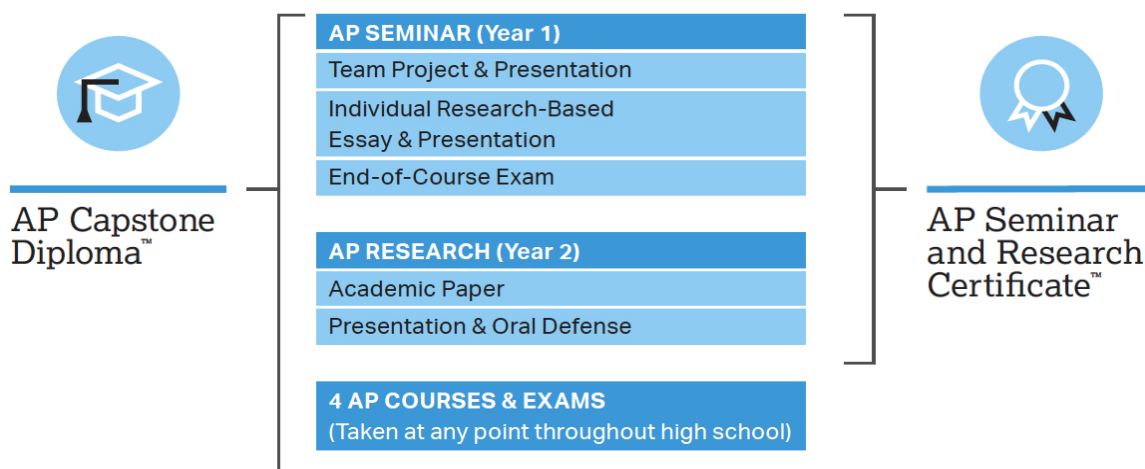 AP Capstone
Diploma™
AP SEMINAR (Year 1)
Team Project & Presentation
Individual Research-Based
Essay & Presentation
End-of-Course Exam
AP RESEARCH (Year 2)
Academic Paper
Presentation & Oral Defense
4 AP COURSES & EXAMS
(Taken at any point throughout high school)
AP Seminar
and Research
Certificate™